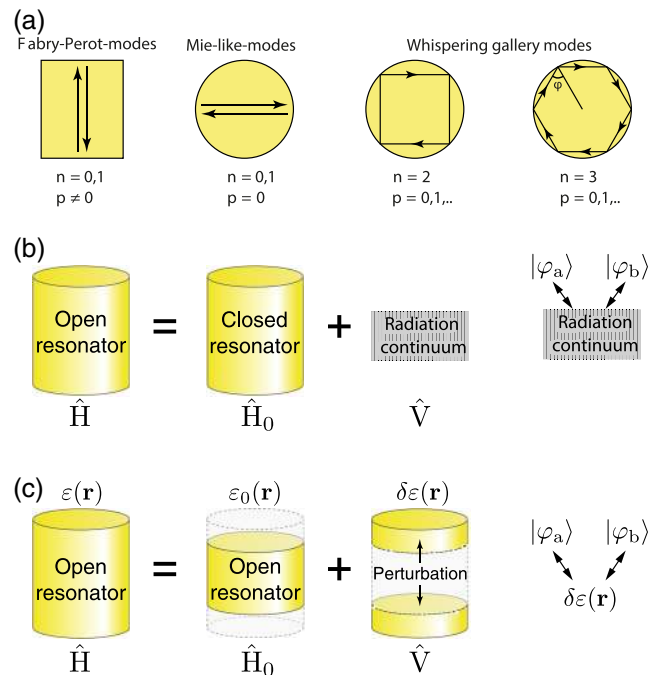 (a)
Fabry-Perot-modes Mie-like-modes Whispering gallery modes
φ
n = 0,1 n = 0,1 n = 2 n = 3
p ≠ 0 p = 0 p = 0,1,.. p = 0,1,..
(b)
|φa⟩ |φb⟩
Open resonator = Closed resonator + Radiation continuum Radiation continuum
Ĥ Ĥ0 V̂
(c)
ε(r) ε0(r) δε(r)
|φa⟩ |φb⟩
Open resonator = Open resonator + Perturbation
δε(r)
Ĥ Ĥ0 V̂